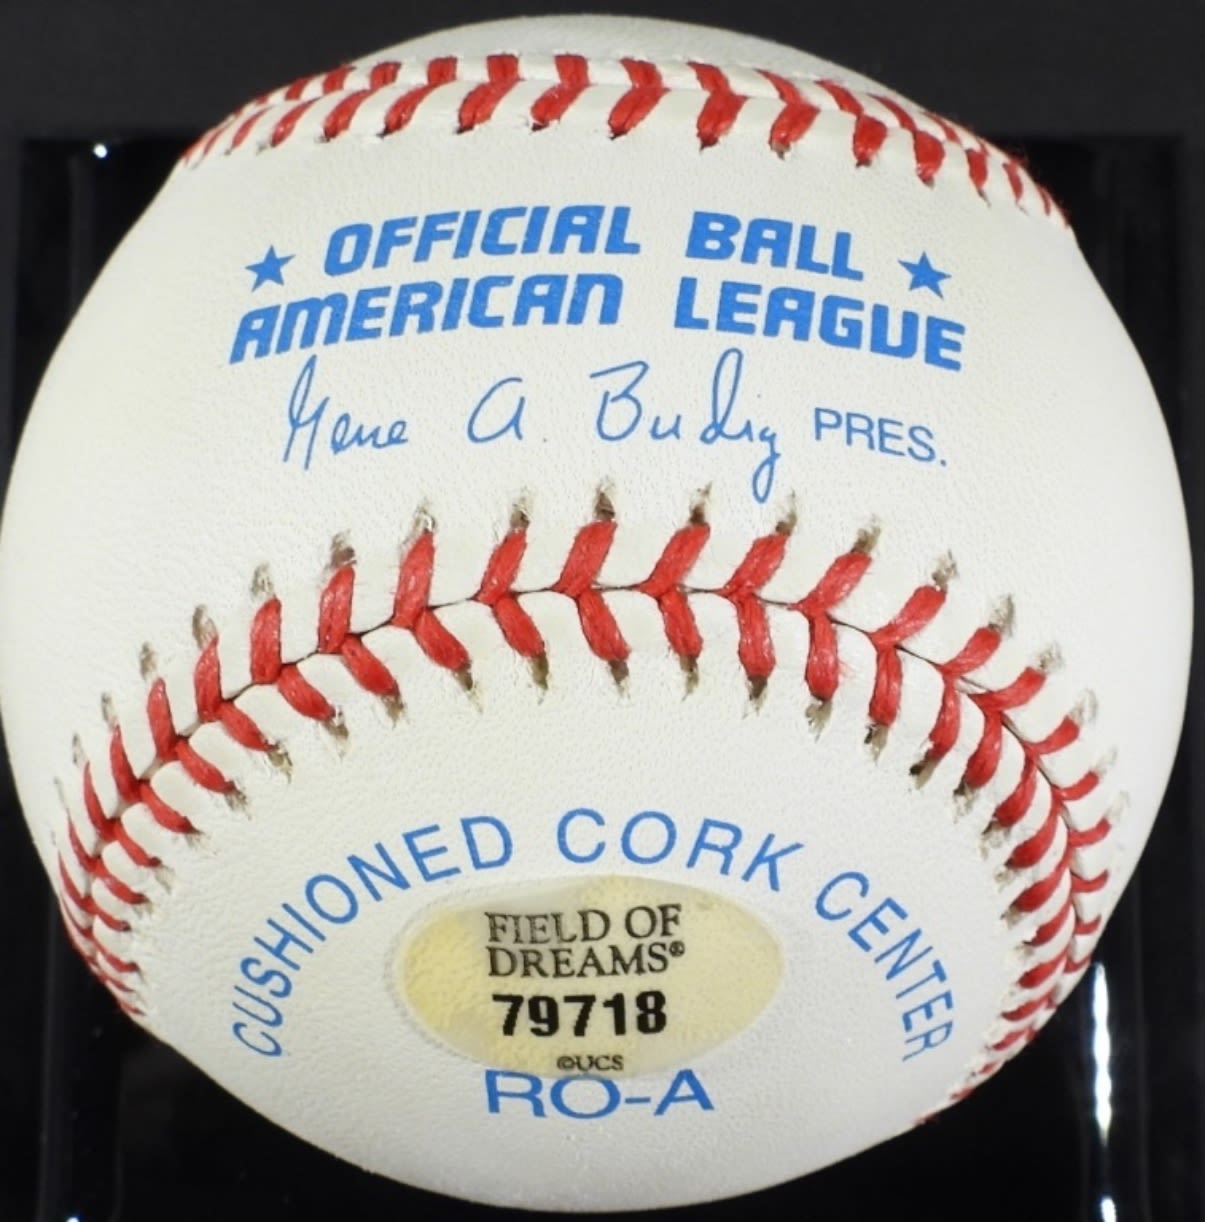 ★ OFFICIAL BALL ★
AMERICAN LEAGUE
Gene A. Budig PRES.
CUSHIONED CORK CENTER
FIELD OF
DREAMS®
79718
©UCS
RO-A